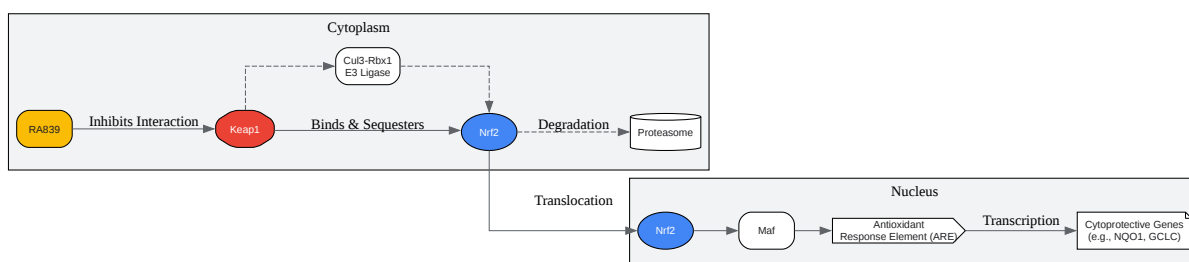 Cytoplasm
Cul3-Rbx1
E3 Ligase
RA839
Inhibits Interaction
Keap1
Binds & Sequesters
Nrf2
Degradation
Proteasome
Translocation
Nucleus
Nrf2
Maf
Antioxidant
Response Element (ARE)
Transcription
Cytoprotective Genes
(e.g., NQO1, GCLC)